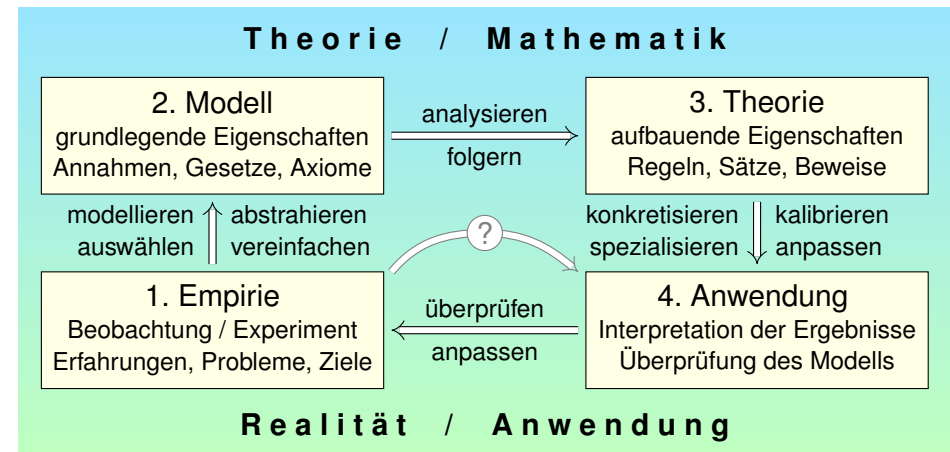 Theorie / Mathematik
2. Modell
grundlegende Eigenschaften
Annahmen, Gesetze, Axiome
analysieren
folgern
3. Theorie
aufbauende Eigenschaften
Regeln, Sätze, Beweise
modellieren
auswählen
abstrahieren
vereinfachen
?
konkretisieren
spezialisieren
kalibrieren
anpassen
1. Empirie
Beobachtung / Experiment
Erfahrungen, Probleme, Ziele
überprüfen
anpassen
4. Anwendung
Interpretation der Ergebnisse
Überprüfung des Modells
Realität / Anwendung